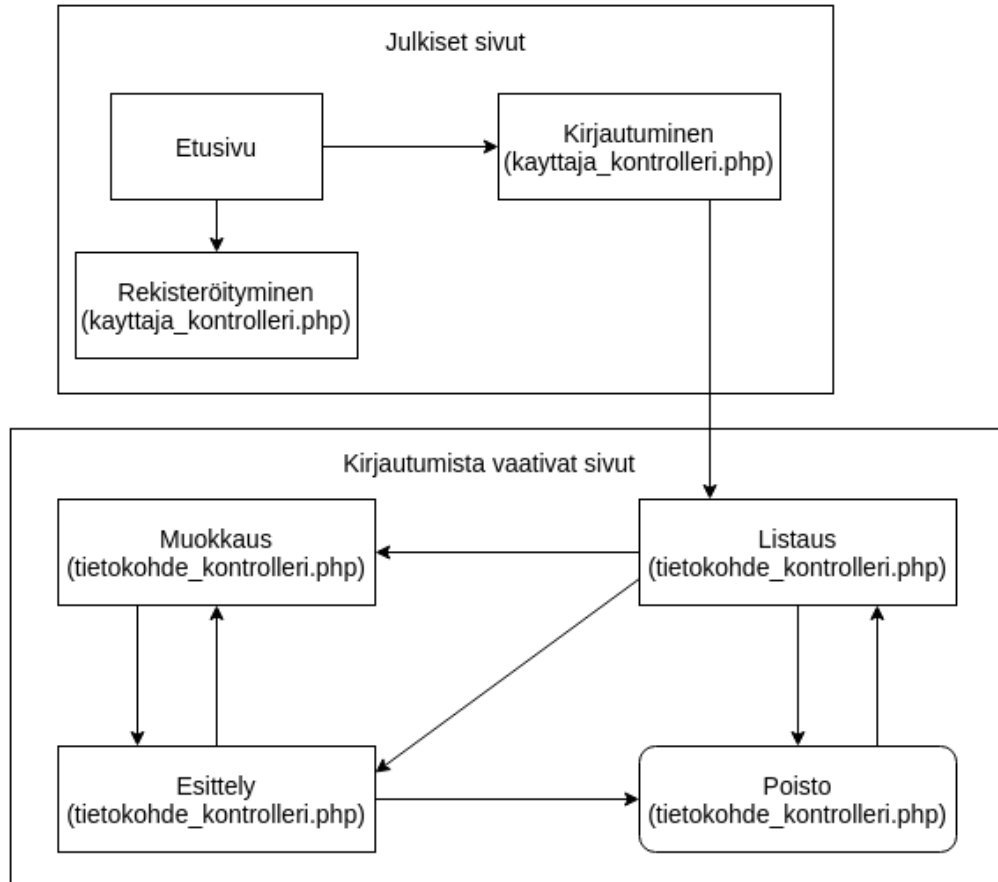 Julkiset sivut
Etusivu
Kirjautuminen
(kayttaja_kontrolleri.php)
Rekisteröityminen
(kayttaja_kontrolleri.php)
Kirjautumista vaativat sivut
Muokkaus
(tietokohde_kontrolleri.php)
Listaus
(tietokohde_kontrolleri.php)
Esittely
(tietokohde_kontrolleri.php)
Poisto
(tietokohde_kontrolleri.php)